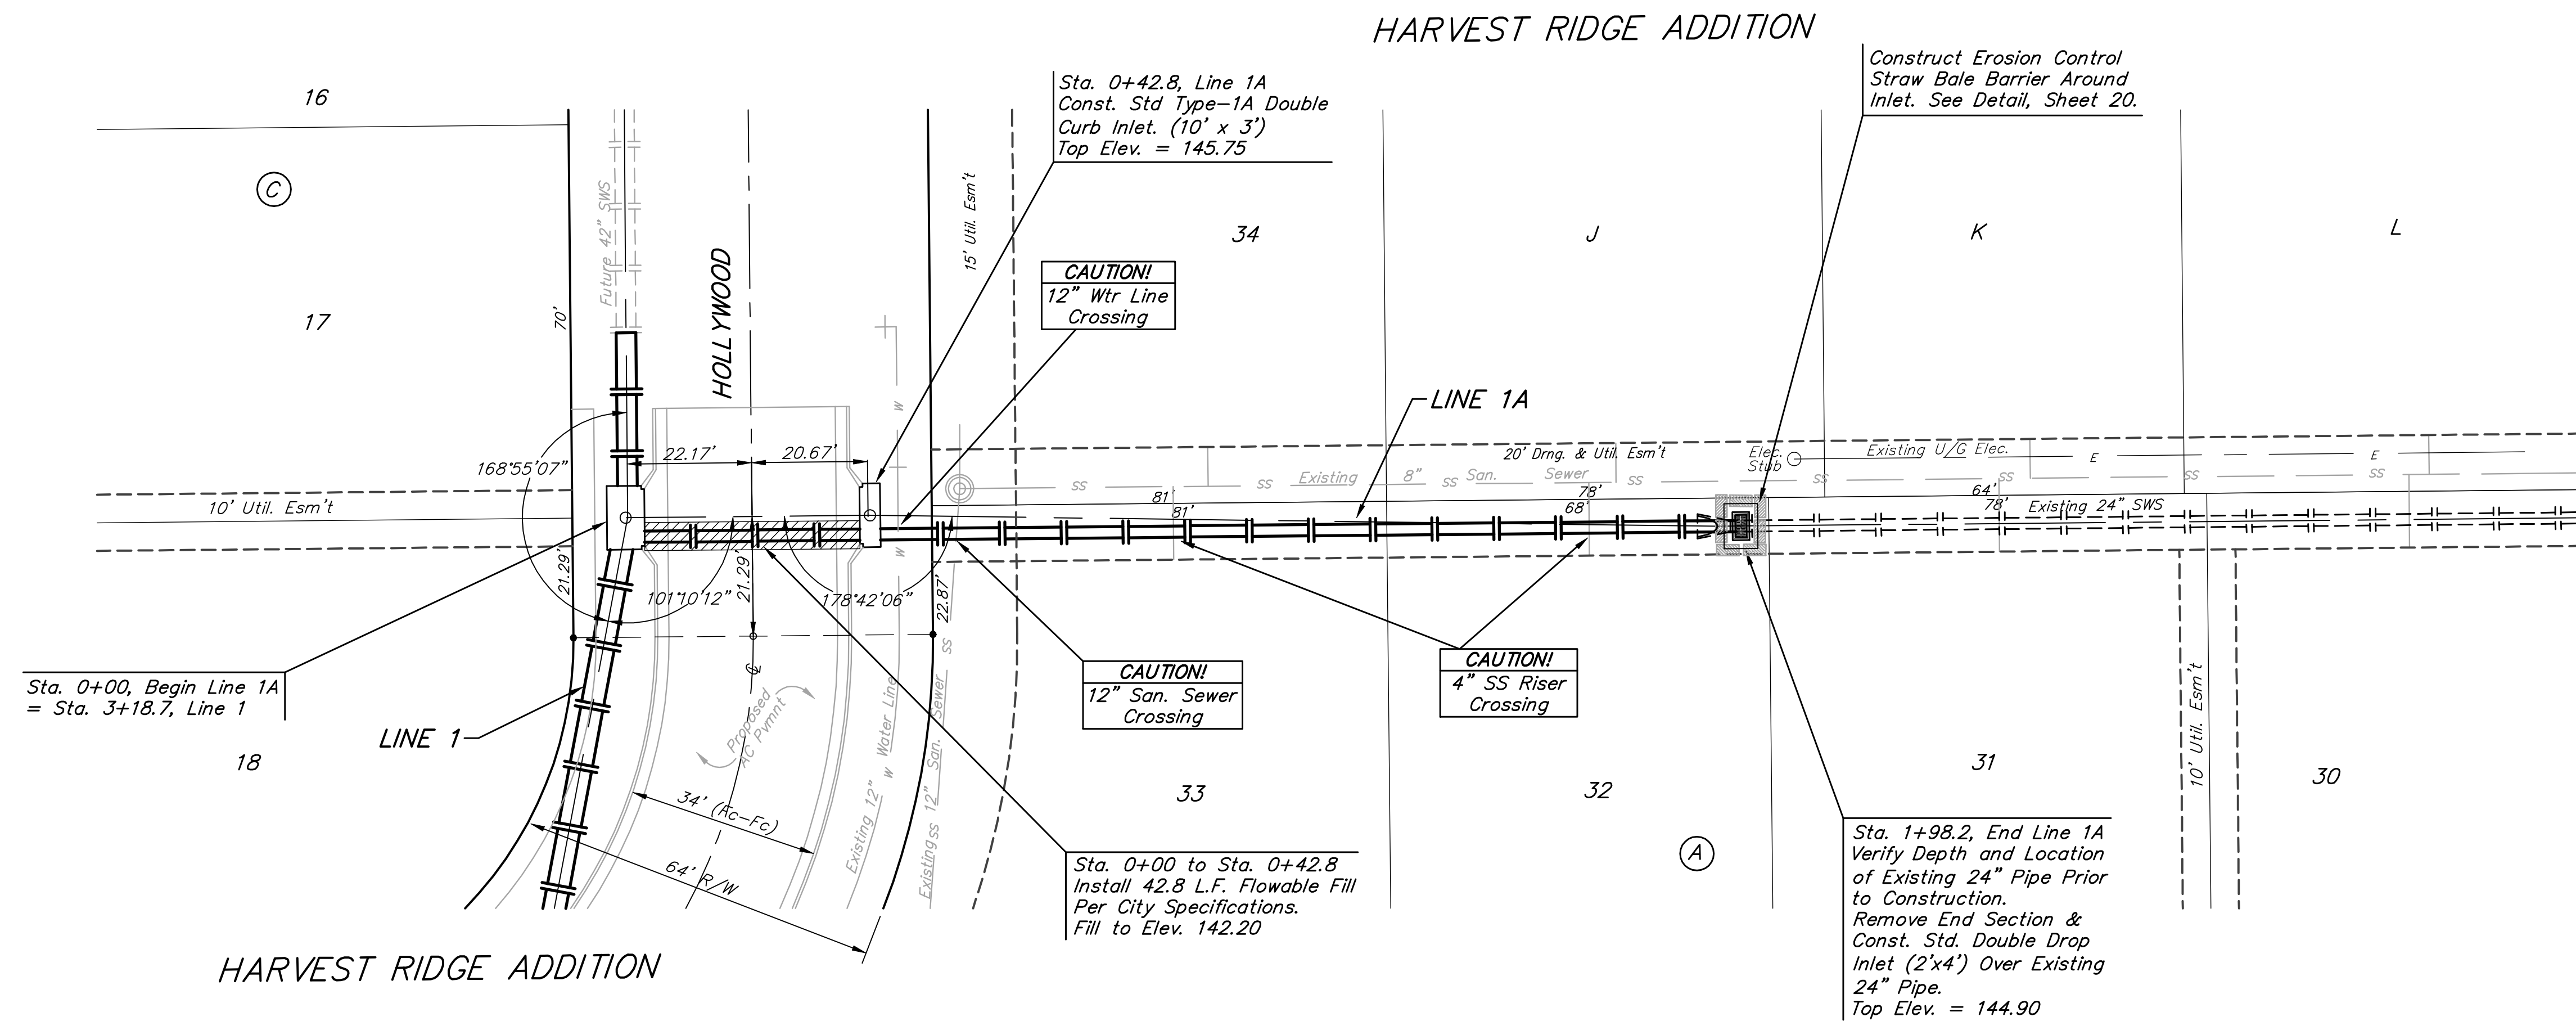 HARVEST RIDGE ADDITION
Construct Erosion Control
Straw Bale Barrier Around
Inlet. See Detail, Sheet 20.
Sta. 0+42.8, Line 1A
Const. Std Type-1A Double
Curb Inlet. (10' x 3')
Top Elev. = 145.75
16
C
17
Future 42" SWS
70'
HOLLYWOOD
15' Util. Esm't
34
J
K
L
CAUTION!
12" Wtr Line
Crossing
LINE 1A
W
168°55'07"
22.17'
20.67'
20' Drng. & Util. Esm't
Elec.
Stub
Existing U/G Elec.
E
E
SS
SS
Existing
8"
SS
San.
Sewer
SS
SS
SS
SS
SS
10' Util. Esm't
81'
78'
64'
81'
68'
78'
Existing 24" SWS
W
21.29'
101°10'12"
21.29'
178°42'06"
22.87'
SS
CAUTION!
12" San. Sewer
Crossing
CAUTION!
4" SS Riser
Crossing
Sta. 0+00, Begin Line 1A
= Sta. 3+18.7, Line 1
LINE 1
Proposed
AC Pvmnt
Existing 12" W Water Line
Existing SS 12" San. Sewer
10' Util. Esm't
18
33
32
31
30
34' (Fc-Fc)
64' R/W
A
Sta. 0+00 to Sta. 0+42.8
Install 42.8 L.F. Flowable Fill
Per City Specifications.
Fill to Elev. 142.20
Sta. 1+98.2, End Line 1A
Verify Depth and Location
of Existing 24" Pipe Prior
to Construction.
Remove End Section &
Const. Std. Double Drop
Inlet (2'x4') Over Existing
24" Pipe.
Top Elev. = 144.90
HARVEST RIDGE ADDITION